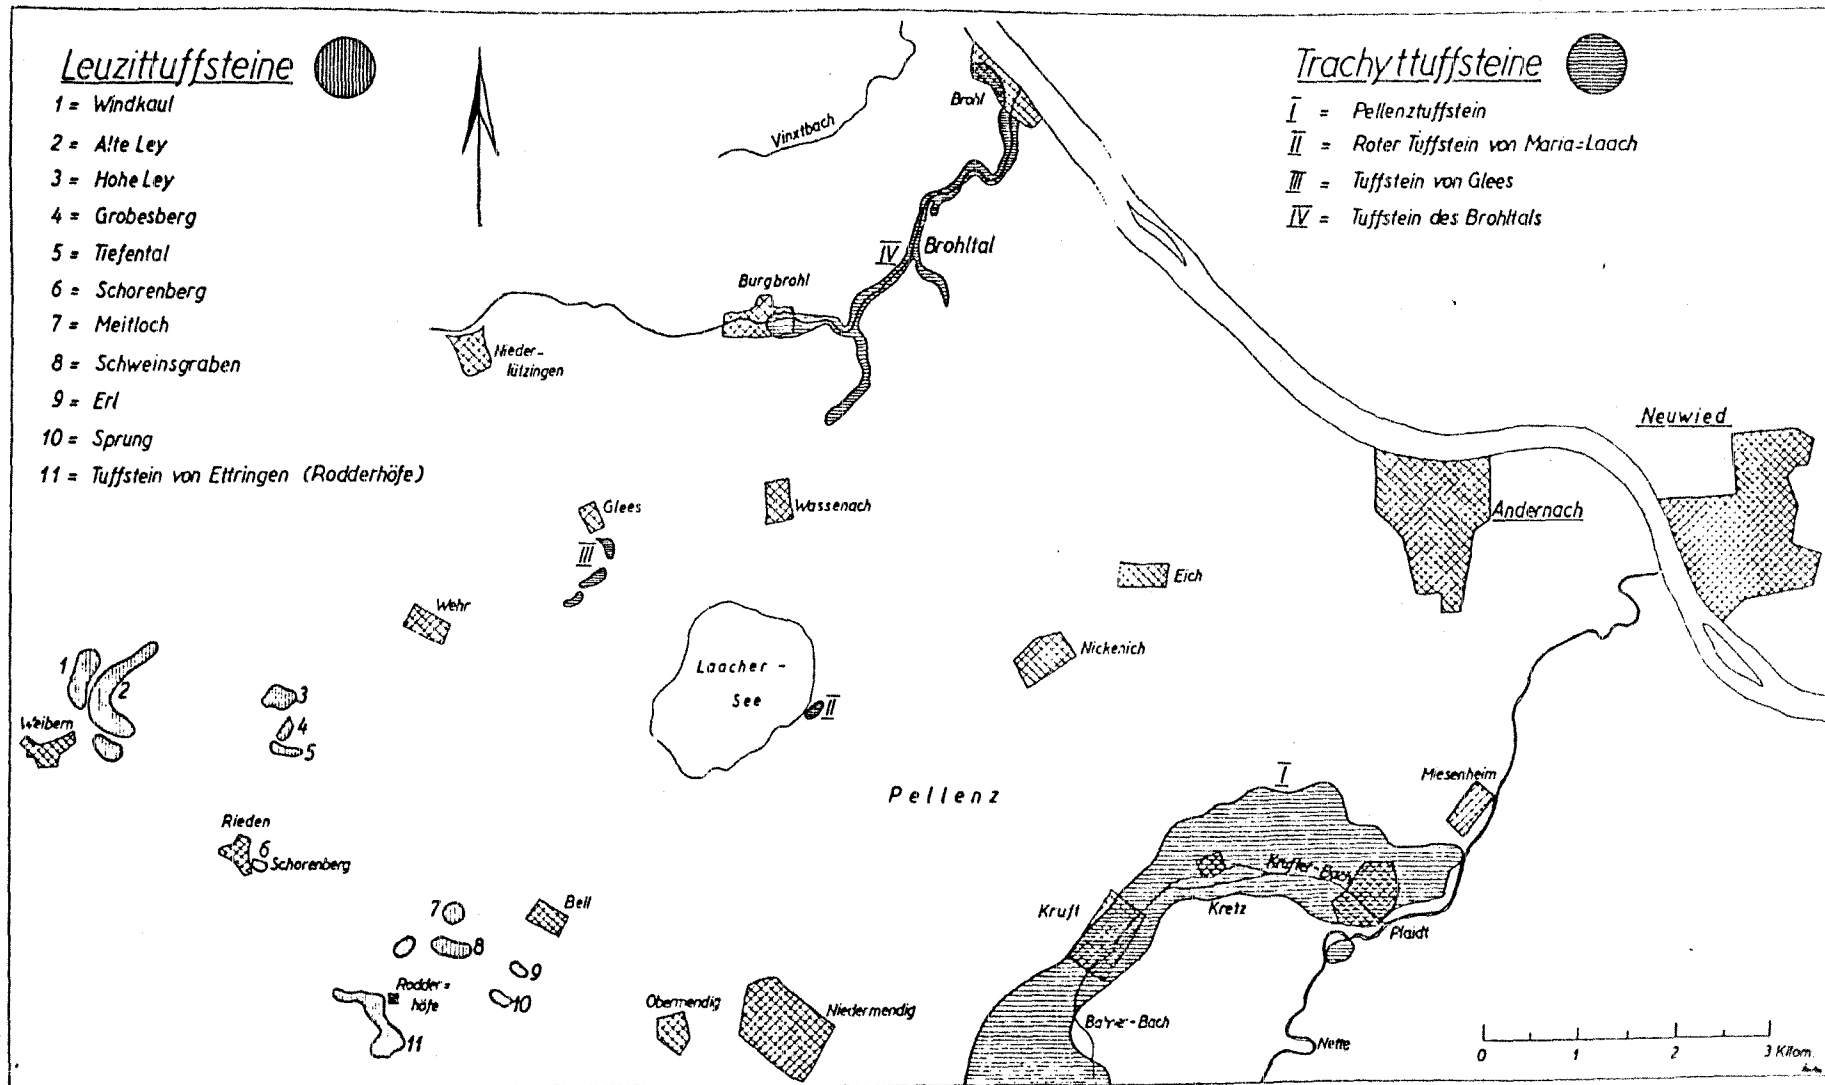 Leuzittuffsteine
1 = Windkaul
2 = Alte Ley
3 = Hohe Ley
4 = Grobesberg
5 = Tiefental
6 = Schorenberg
7 = Meitloch
8 = Schweinsgraben
9 = Erl
10 = Sprung
11 = Tuffstein von Ettringen (Rodderhöfe)
Trachyttuffsteine
I = Pellenztuffstein
II = Roter Tuffstein von Maria=Laach
III = Tuffstein von Glees
IV = Tuffstein des Brohltals
Brohl
Vinxtbach
IV
Brohltal
Burgbrohl
Nieder-
lützingen
Neuwied
Andernach
Glees
III
Wassenach
Eich
Wehr
Nickenich
Laacher -
See
II
1
2
3
4
5
Weibern
Pellenz
I
Miesenheim
Rieden
6
Schorenberg
Krufter-Bach
Kruft
Kretz
Plaidt
7
8
Bell
9
10
Rodder=
höfe
11
Obermendig
Niedermendig
Nette
0 1 2 3 Kilom.